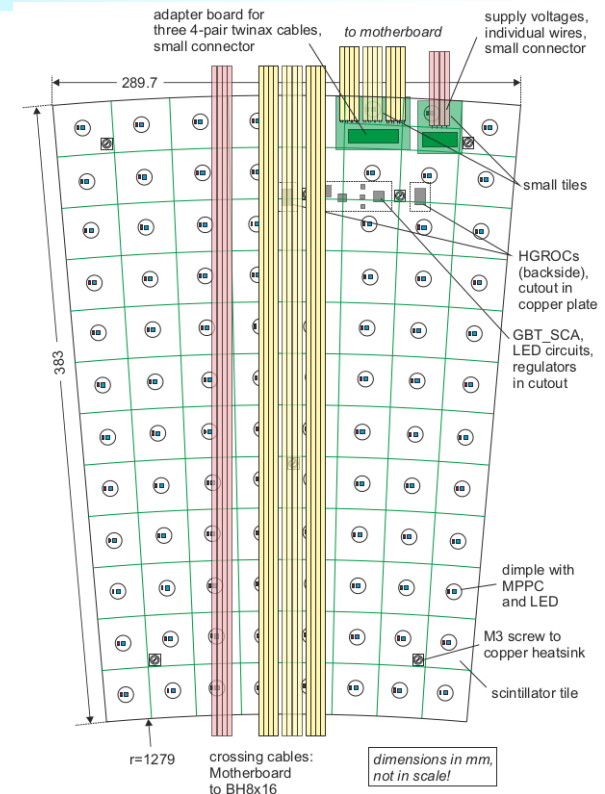 adapter board for
three 4-pair twinax cables,
small connector
to motherboard
supply voltages,
individual wires,
small connector
289.7
small tiles
HGROCs
(backside),
cutout in
copper plate
GBT_SCA,
LED circuits,
regulators
in cutout
383
dimple with
MPPC
and LED
M3 screw to
copper heatsink
scintillator tile
r=1279
crossing cables:
Motherboard
to BH8x16
dimensions in mm,
not in scale!